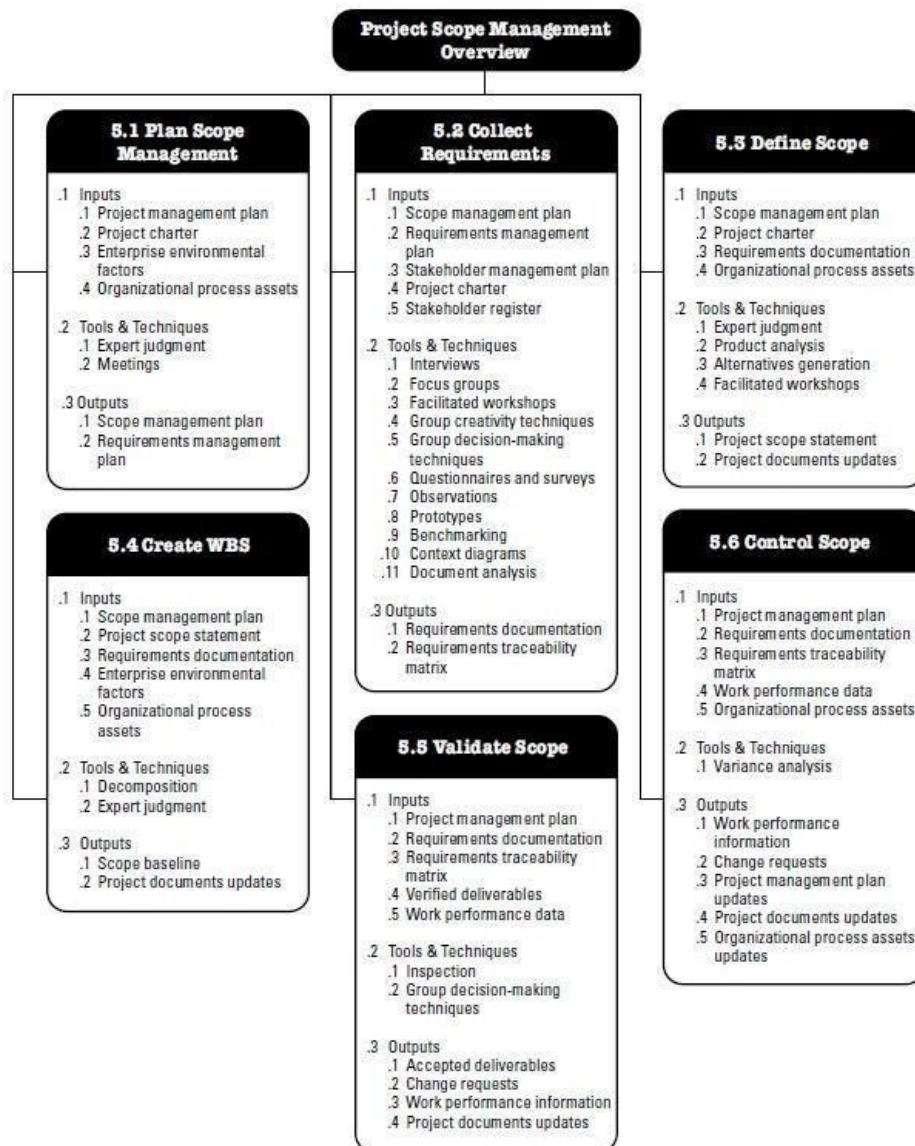 Project Scope Management
Overview
5.1 Plan Scope
Management
.1 Inputs
.1 Project management plan
.2 Project charter
.3 Enterprise environmental
factors
.4 Organizational process assets
.2 Tools & Techniques
.1 Expert judgment
.2 Meetings
.3 Outputs
.1 Scope management plan
.2 Requirements management
plan
5.2 Collect
Requirements
.1 Inputs
.1 Scope management plan
.2 Requirements management
plan
.3 Stakeholder management plan
.4 Project charter
.5 Stakeholder register
.2 Tools & Techniques
.1 Interviews
.2 Focus groups
.3 Facilitated workshops
.4 Group creativity techniques
.5 Group decision-making
techniques
.6 Questionnaires and surveys
.7 Observations
.8 Prototypes
.9 Benchmarking
.10 Context diagrams
.11 Document analysis
.3 Outputs
.1 Requirements documentation
.2 Requirements traceability
matrix
5.3 Define Scope
.1 Inputs
.1 Scope management plan
.2 Project charter
.3 Requirements documentation
.4 Organizational process assets
.2 Tools & Techniques
.1 Expert judgment
.2 Product analysis
.3 Alternatives generation
.4 Facilitated workshops
.3 Outputs
.1 Project scope statement
.2 Project documents updates
5.4 Create WBS
.1 Inputs
.1 Scope management plan
.2 Project scope statement
.3 Requirements documentation
.4 Enterprise environmental
factors
.5 Organizational process
assets
.2 Tools & Techniques
.1 Decomposition
.2 Expert judgment
.3 Outputs
.1 Scope baseline
.2 Project documents updates
5.5 Validate Scope
.1 Inputs
.1 Project management plan
.2 Requirements documentation
.3 Requirements traceability
matrix
.4 Verified deliverables
.5 Work performance data
.2 Tools & Techniques
.1 Inspection
.2 Group decision-making
techniques
.3 Outputs
.1 Accepted deliverables
.2 Change requests
.3 Work performance information
.4 Project documents updates
5.6 Control Scope
.1 Inputs
.1 Project management plan
.2 Requirements documentation
.3 Requirements traceability
matrix
.4 Work performance data
.5 Organizational process assets
.2 Tools & Techniques
.1 Variance analysis
.3 Outputs
.1 Work performance
information
.2 Change requests
.3 Project management plan
updates
.4 Project documents updates
.5 Organizational process assets
updates